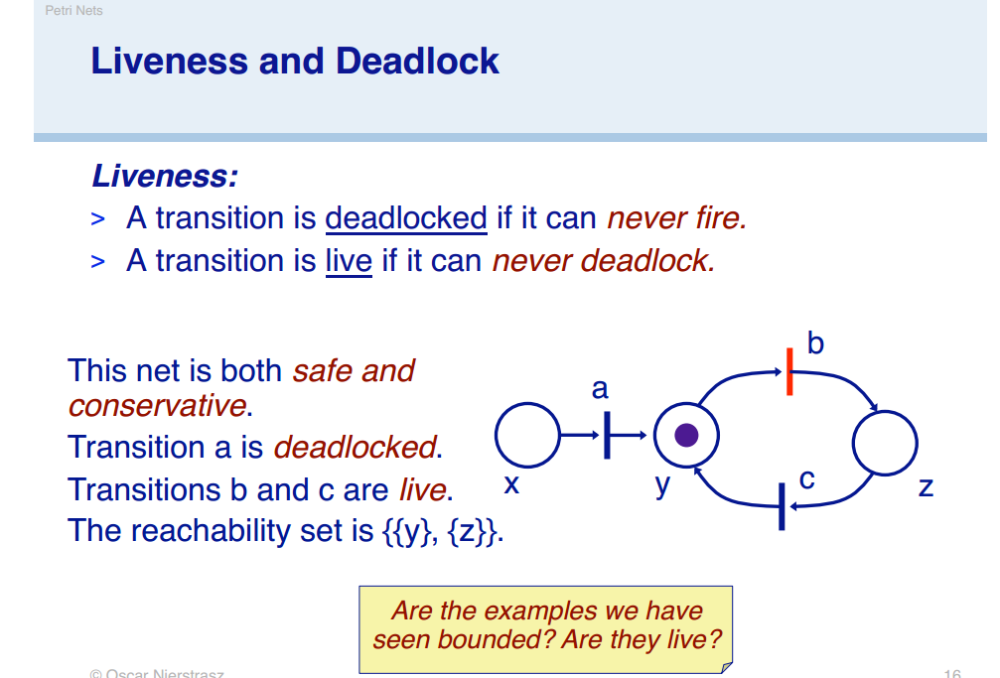 Petri Nets
Liveness and Deadlock
Liveness:
> A transition is deadlocked if it can never fire.
> A transition is live if it can never deadlock.
This net is both safe and
conservative.
Transition a is deadlocked.
Transitions b and c are live.
The reachability set is {{y}, {z}}.
a
b
c
x
y
z
Are the examples we have
seen bounded? Are they live?
© Oscar Nierstrasz
16